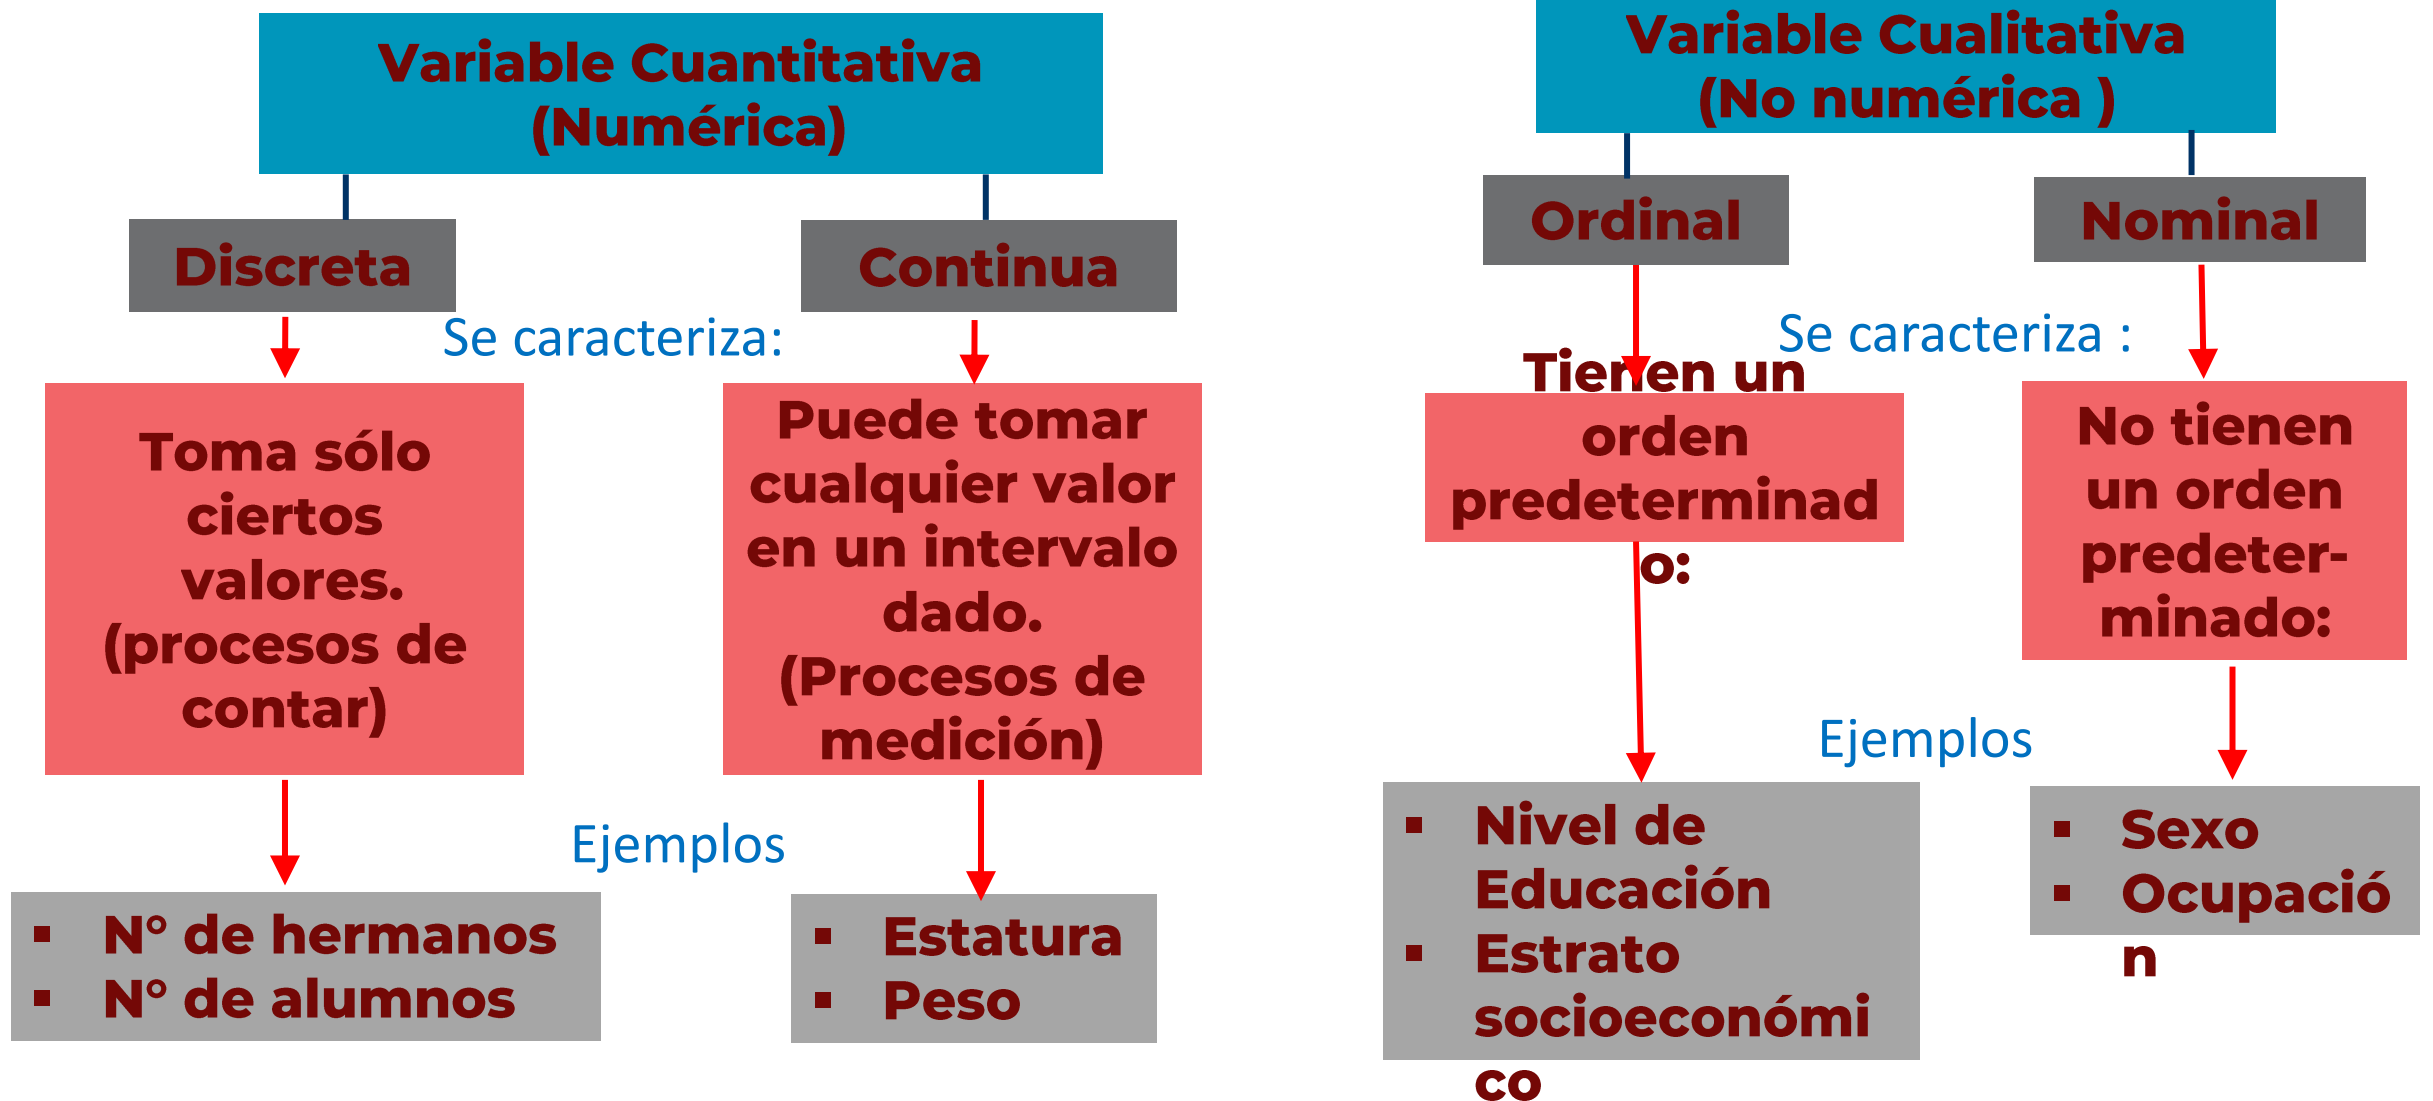 Variable Cuantitativa
(Numérica)
Discreta
Continua
Se caracteriza:
Toma sólo
ciertos
valores.
(procesos de
contar)
Puede tomar
cualquier valor
en un intervalo
dado.
(Procesos de
medición)
Ejemplos
N° de hermanos
N° de alumnos
Estatura
Peso
Variable Cualitativa
(No numérica )
Ordinal
Nominal
Se caracteriza :
Tienen un
orden
predeterminad
o:
No tienen
un orden
predeter-
minado:
Ejemplos
Nivel de
Educación
Estrato
socioeconómi
co
Sexo
Ocupació
n